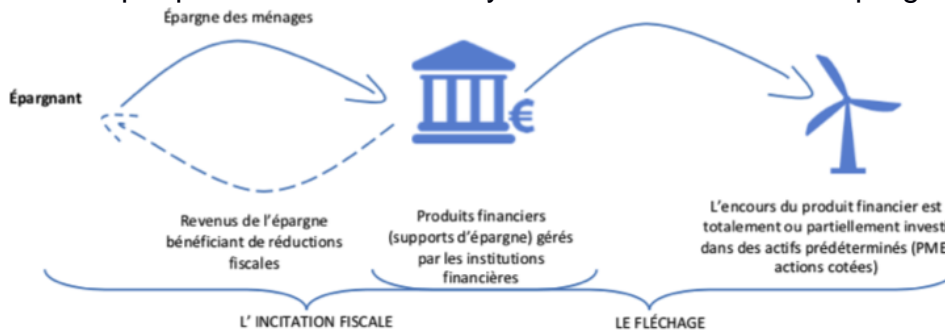 Épargne des ménages
Épargnant
€
Revenus de l'épargne
bénéficiant de réductions
fiscales
Produits financiers
(supports d'épargne) gérés
par les institutions
financières
L'encours du produit financier est
totalement ou partiellement investi
dans des actifs prédéterminés (PME
actions cotées)
L' INCITATION FISCALE
LE FLÉCHAGE